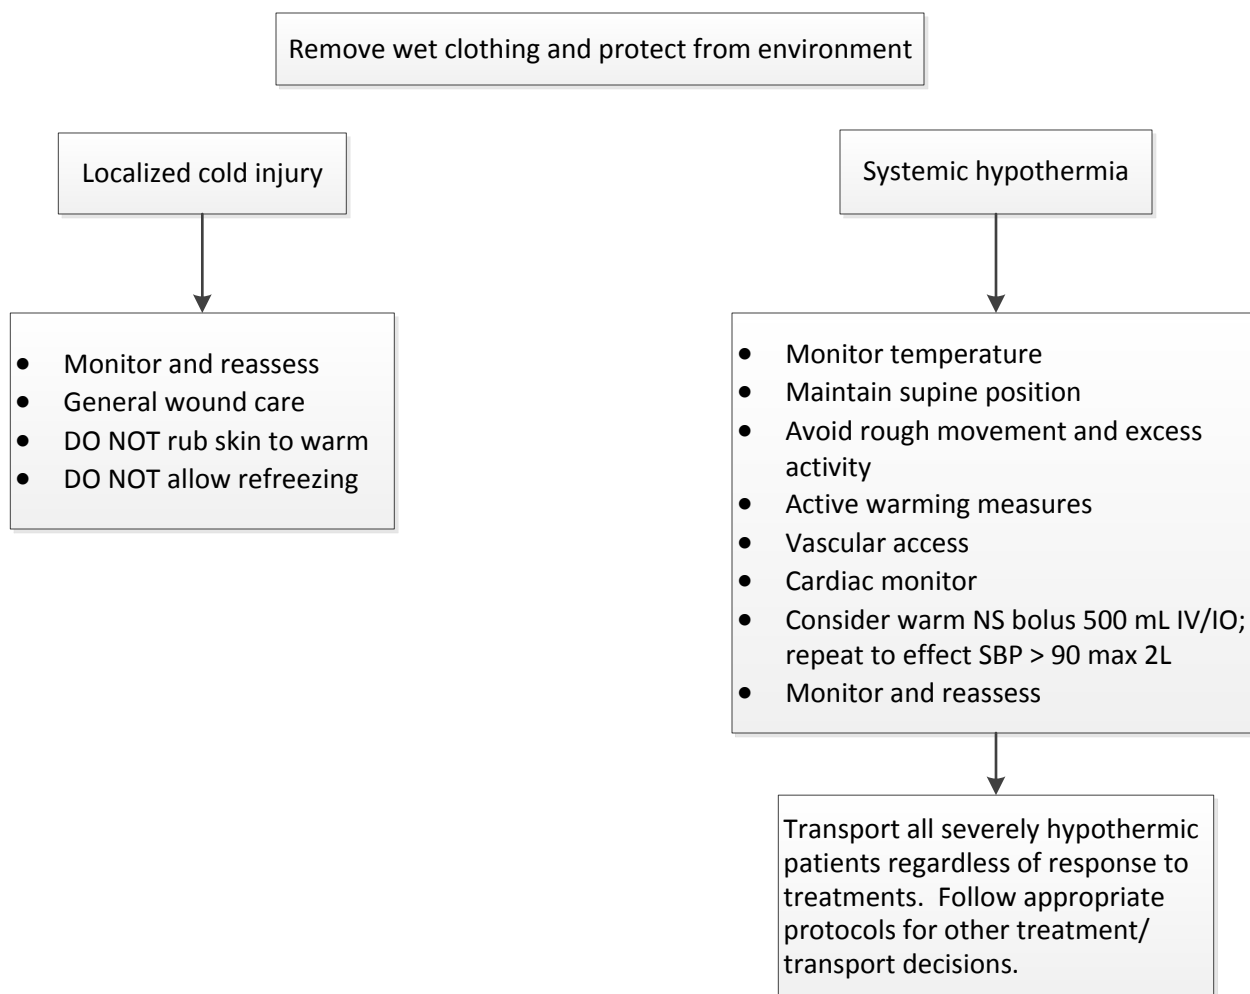 Remove wet clothing and protect from environment
Localized cold injury
Systemic hypothermia
• Monitor and reassess
• General wound care
• DO NOT rub skin to warm
• DO NOT allow refreezing
• Monitor temperature
• Maintain supine position
• Avoid rough movement and excess
activity
• Active warming measures
• Vascular access
• Cardiac monitor
• Consider warm NS bolus 500 mL IV/IO;
repeat to effect SBP > 90 max 2L
• Monitor and reassess
Transport all severely hypothermic
patients regardless of response to
treatments.  Follow appropriate
protocols for other treatment/
transport decisions.